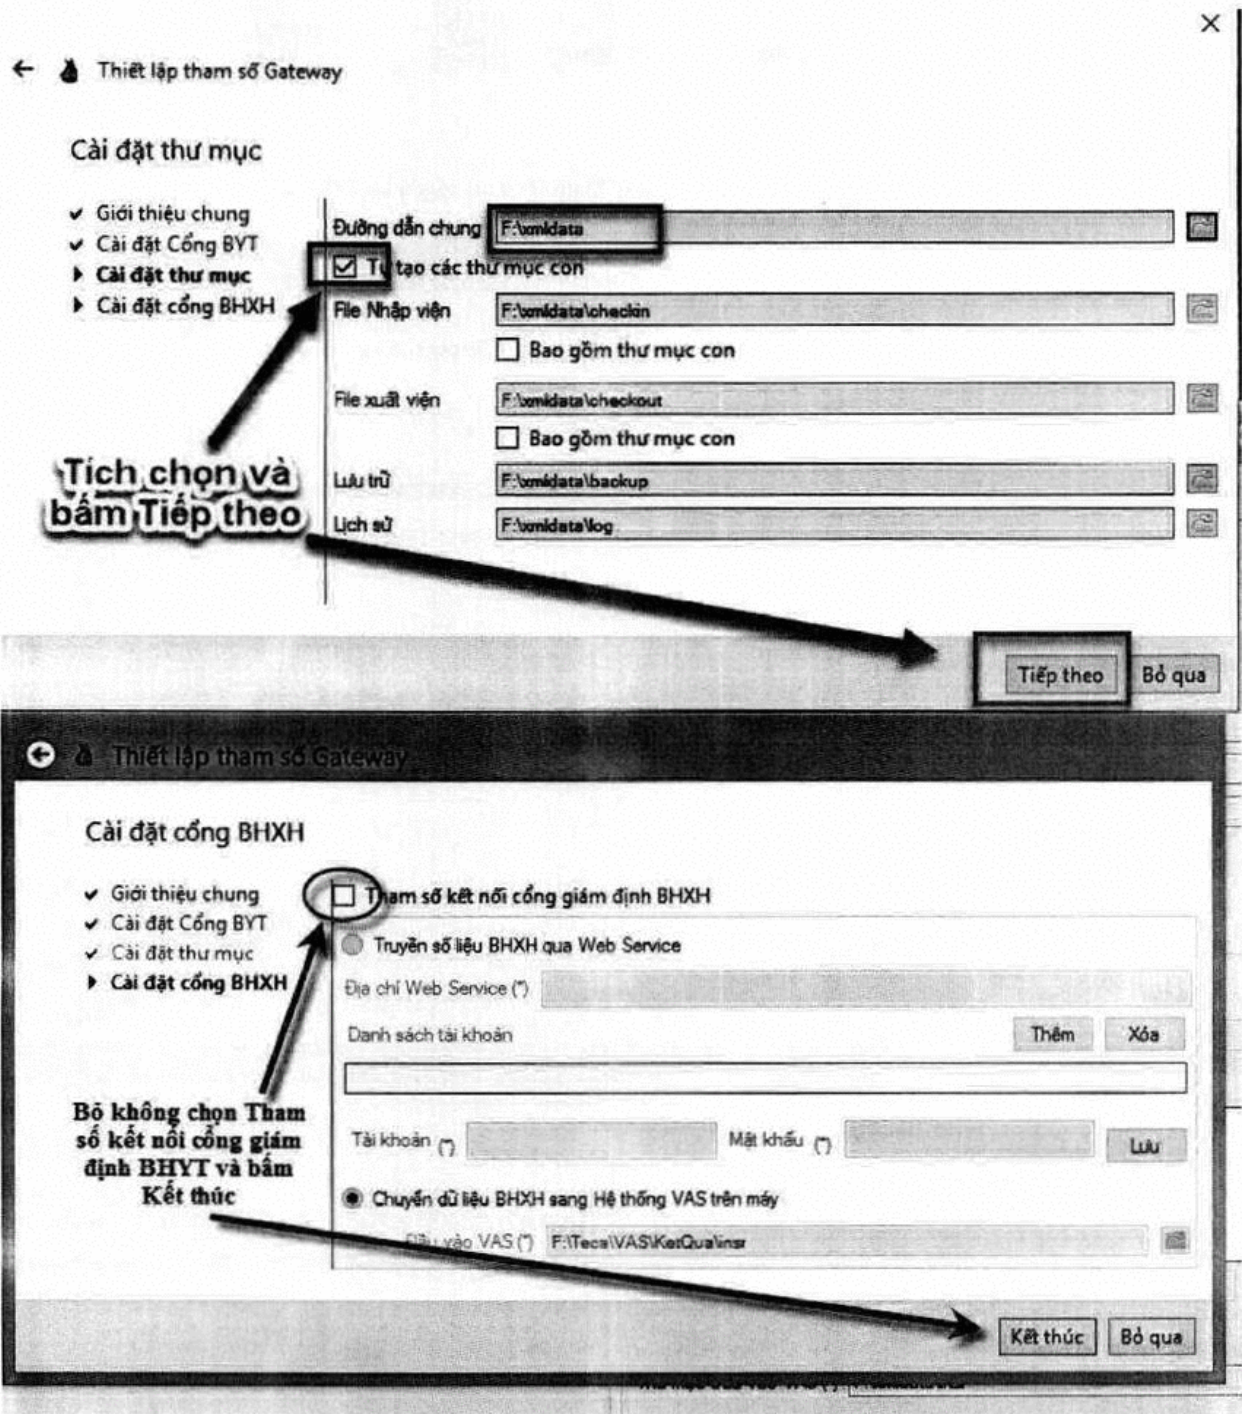 Thiết lập tham số Gateway
Cài đặt thư mục
Giới thiệu chung
Cài đặt Cổng BYT
Cài đặt thư mục
Cài đặt cổng BHXH
Đường dẫn chung F:\xmldata
Tự tạo các thư mục con
File Nhập viện F:\xmldata\checkin
Bao gồm thư mục con
File xuất viện F:\xmldata\checkout
Bao gồm thư mục con
Lưu trữ F:\xmldata\backup
Lịch sử F:\xmldata\log
Tích chọn và
bấm Tiếp theo
Tiếp theo Bỏ qua
Thiết lập tham số Gateway
Cài đặt cổng BHXH
Giới thiệu chung
Cài đặt Cổng BYT
Cài đặt thư mục
Cài đặt cổng BHXH
Tham số kết nối cổng giám định BHXH
Truyền số liệu BHXH qua Web Service
Địa chỉ Web Service (*)
Danh sách tài khoản Thêm Xóa
Tài khoản (*) Mật khẩu (*) Lưu
Chuyển dữ liệu BHXH sang Hệ thống VAS trên máy
Đầu vào VAS (*) F:\Teca\VAS\KetQua\insr
Bỏ không chọn Tham
số kết nối cổng giám
định BHYT và bấm
Kết thúc
Kết thúc Bỏ qua